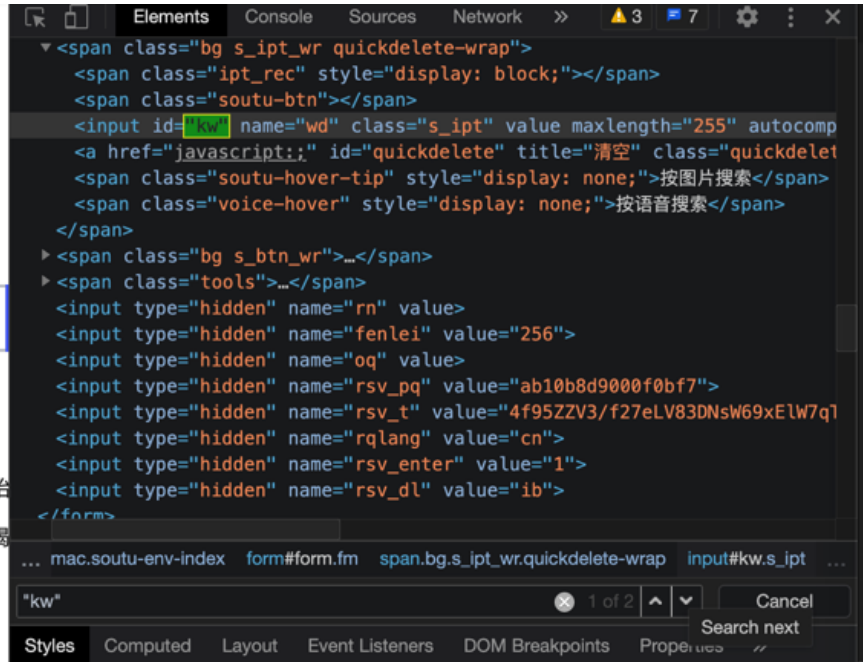 Elements Console Sources Network » 3 7
▼<span class="bg s_ipt_wr quickdelete-wrap">
<span class="ipt_rec" style="display: block;"></span>
<span class="soutu-btn"></span>
<input id="kw" name="wd" class="s_ipt" value maxlength="255" autocomp
<a href="javascript:;" id="quickdelete" title="清空" class="quickdelet
<span class="soutu-hover-tip" style="display: none;">按图片搜索</span>
<span class="voice-hover" style="display: none;">按语音搜索</span>
</span>
▶<span class="bg s_btn_wr">…</span>
▶<span class="tools">…</span>
<input type="hidden" name="rn" value>
<input type="hidden" name="fenlei" value="256">
<input type="hidden" name="oq" value>
<input type="hidden" name="rsv_pq" value="ab10b8d9000f0bf7">
<input type="hidden" name="rsv_t" value="4f95ZZV3/f27eLV83DNsW69xElW7qT
<input type="hidden" name="rqlang" value="cn">
<input type="hidden" name="rsv_enter" value="1">
<input type="hidden" name="rsv_dl" value="ib">
</form>
... mac.soutu-env-index form#form.fm span.bg.s_ipt_wr.quickdelete-wrap input#kw.s_ipt ...
"kw" 1 of 2 Cancel
Search next
Styles Computed Layout Event Listeners DOM Breakpoints Properties »